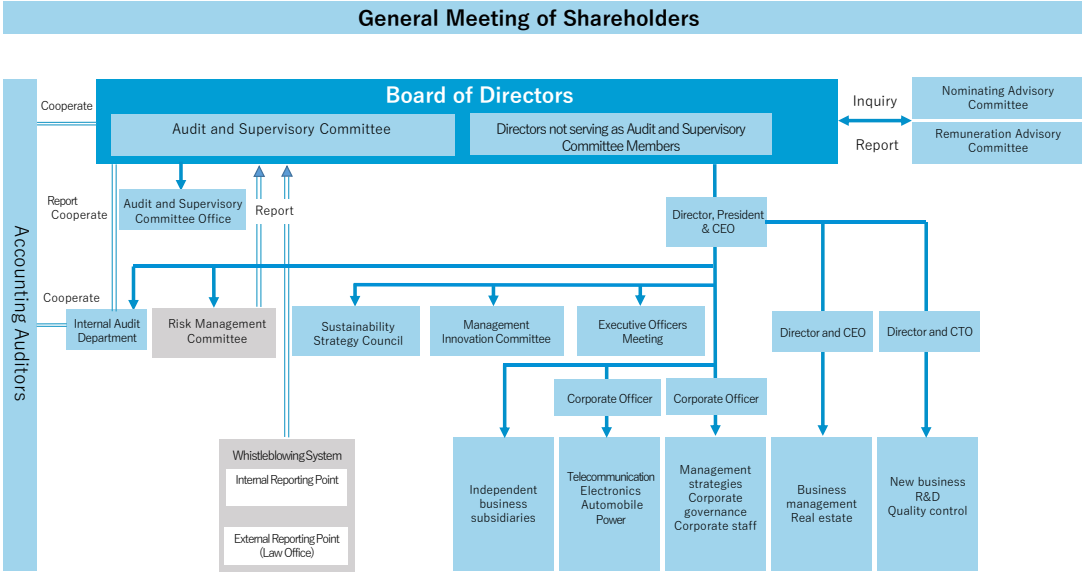 General Meeting of Shareholders
Cooperate
Board of Directors
Audit and Supervisory Committee
Directors not serving as Audit and Supervisory
Committee Members
Inquiry
Report
Nominating Advisory
Committee
Remuneration Advisory
Committee
Accounting Auditors
Report
Cooperate
Audit and Supervisory
Committee Office
Report
Director, President
& CEO
Cooperate
Internal Audit
Department
Risk Management
Committee
Sustainability
Strategy Council
Management
Innovation Committee
Executive Officers
Meeting
Director and CEO
Director and CTO
Corporate Officer
Corporate Officer
Whistleblowing System
Internal Reporting Point
External Reporting Point
(Law Office)
Independent
business
subsidiaries
Telecommunication
Electronics
Automobile
Power
Management
strategies
Corporate
governance
Corporate staff
Business
management
Real estate
New business
R&D
Quality control